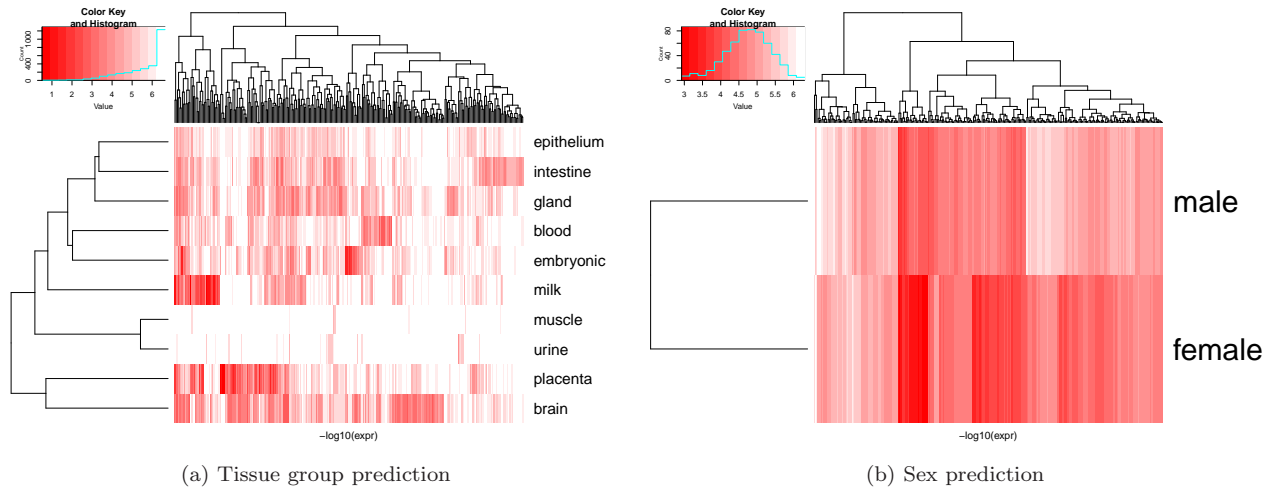 Color Key
and Histogram
Count
0 400 1000
1 2 3 4 5 6
Value
epithelium
intestine
gland
blood
embryonic
milk
muscle
urine
placenta
brain
−log10(expr)
(a) Tissue group prediction
Color Key
and Histogram
Count
0 40 80
3 3.5 4 4.5 5 5.5 6
Value
male
female
−log10(expr)
(b) Sex prediction